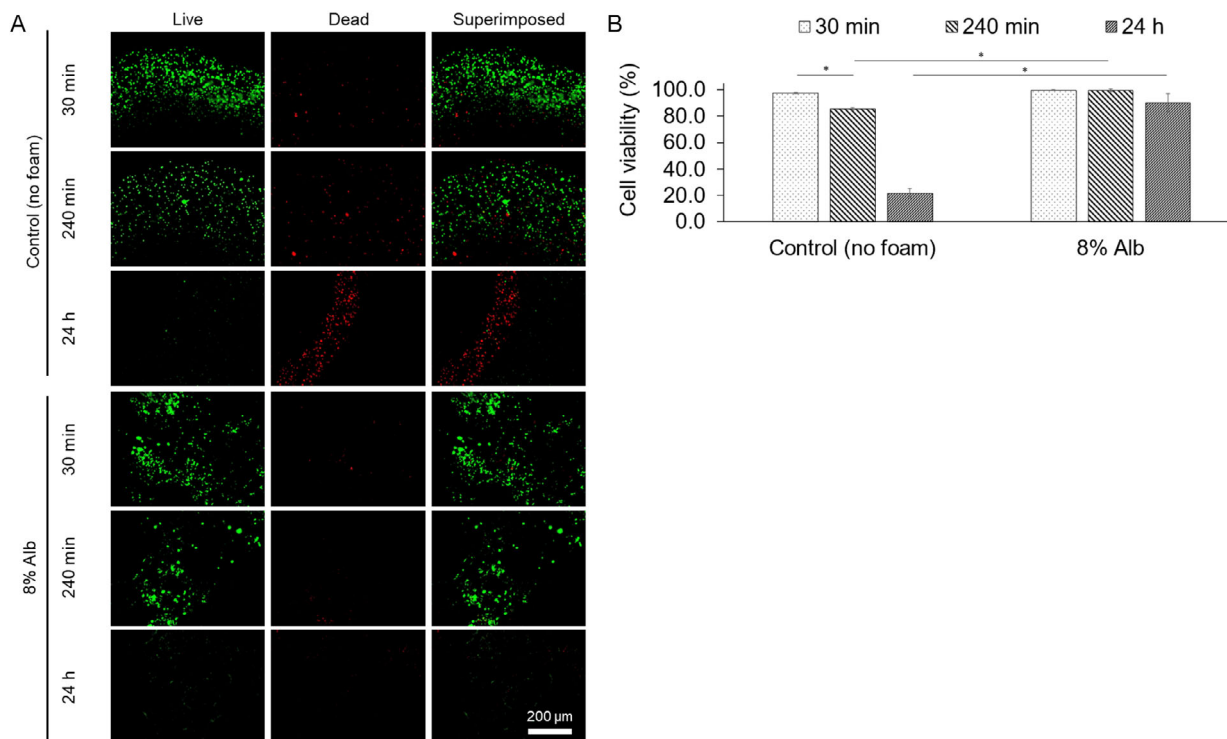 A
Live Dead Superimposed
Control (no foam)
30 min
240 min
24 h
8% Alb
30 min
240 min
24 h
200 µm
B
30 min 240 min 24 h
* 
*
*
Cell viability (%)
100.0
80.0
60.0
40.0
20.0
0.0
Control (no foam) 8% Alb